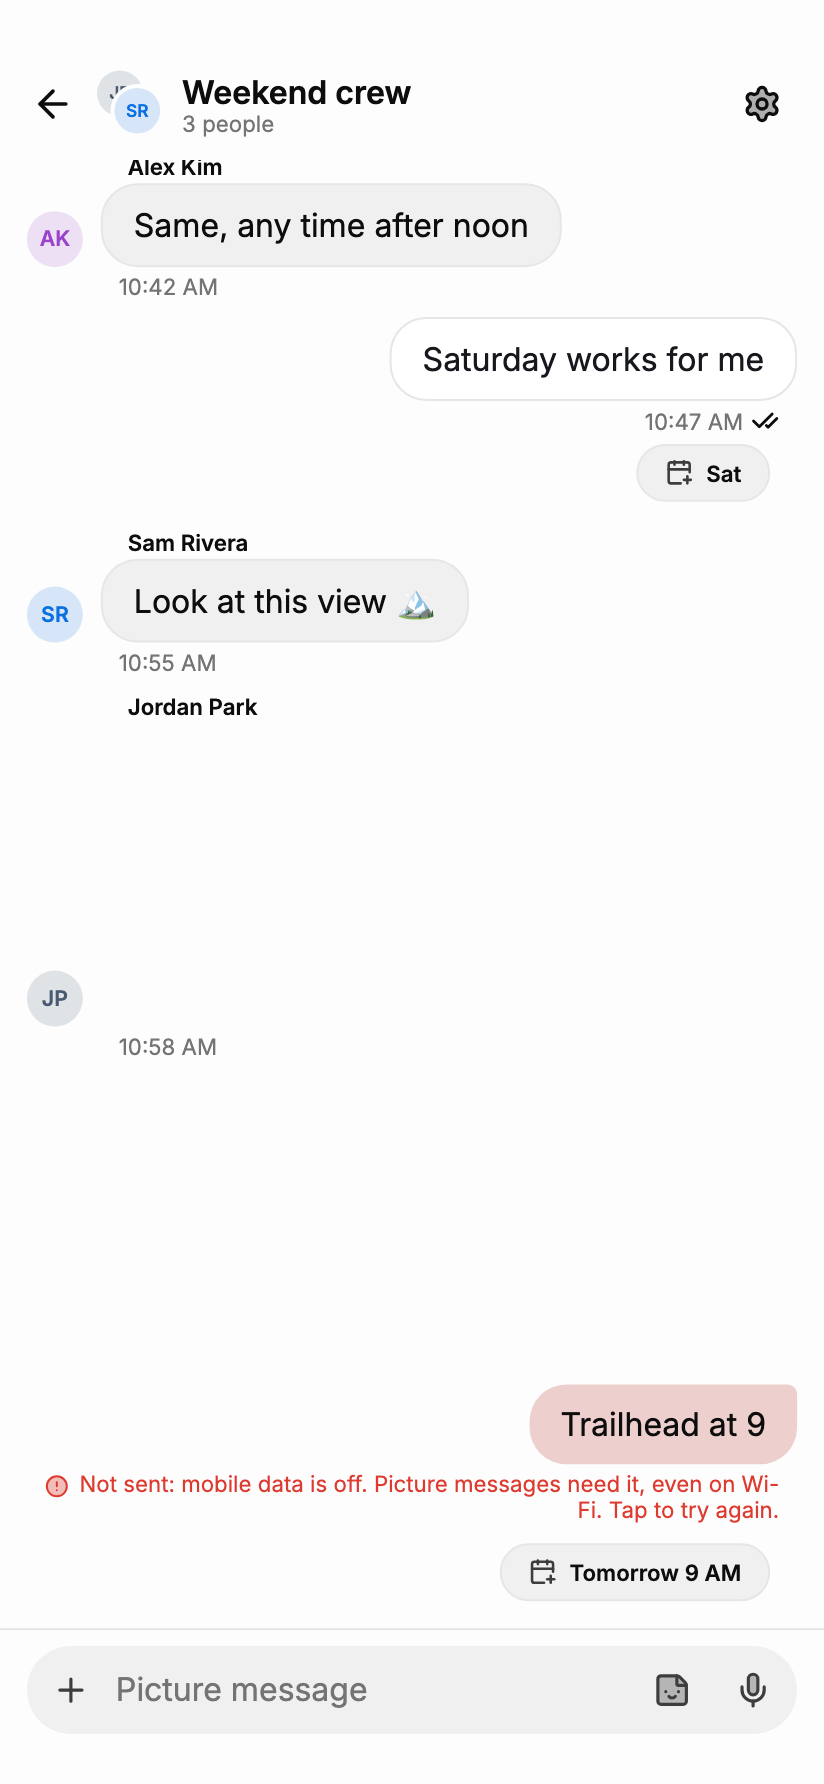 SR
Weekend crew
3 people
Alex Kim
AK
Same, any time after noon
10:42 AM
Saturday works for me
10:47 AM
Sat
Sam Rivera
SR
Look at this view 🏔️
10:55 AM
Jordan Park
JP
10:58 AM
Trailhead at 9
Not sent: mobile data is off. Picture messages need it, even on Wi-
Fi. Tap to try again.
Tomorrow 9 AM
Picture message